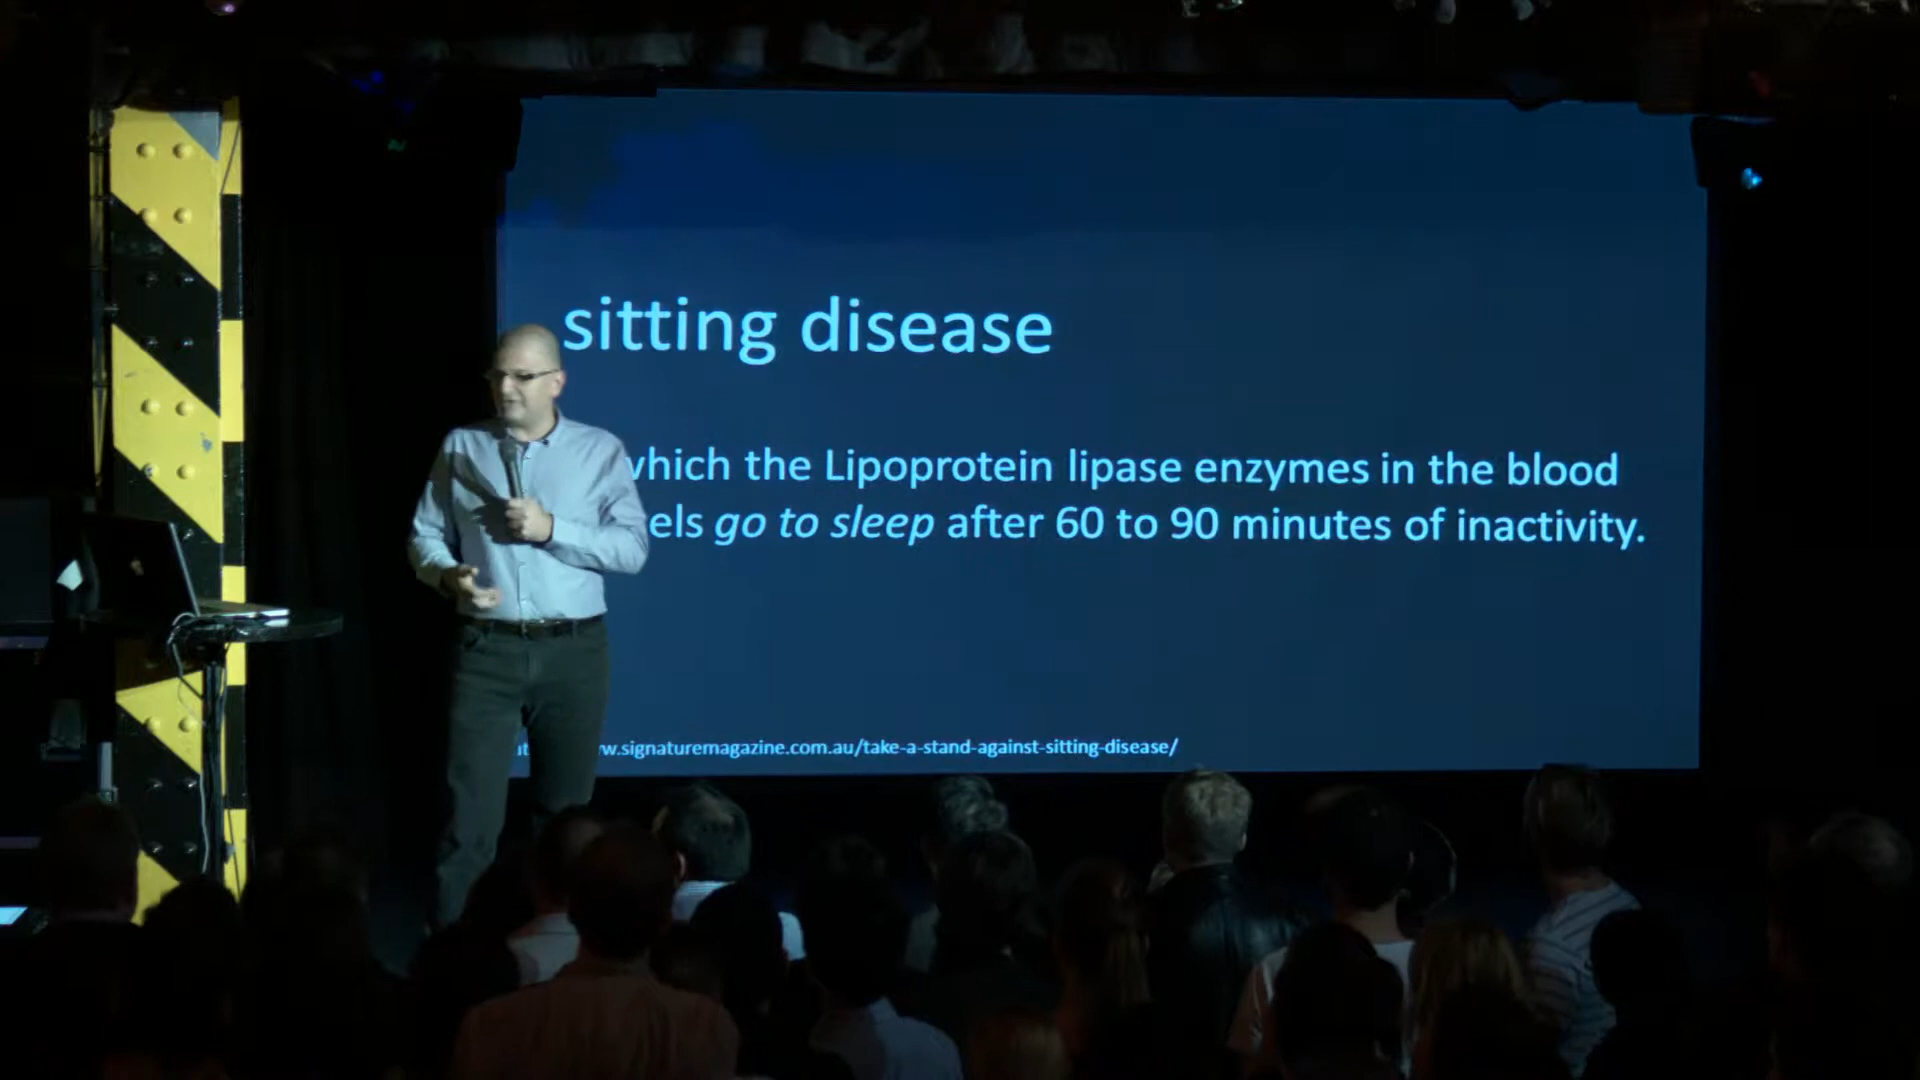 sitting disease
which the Lipoprotein lipase enzymes in the blood
els go to sleep after 60 to 90 minutes of inactivity.
w.signaturemagazine.com.au/take-a-stand-against-sitting-disease/